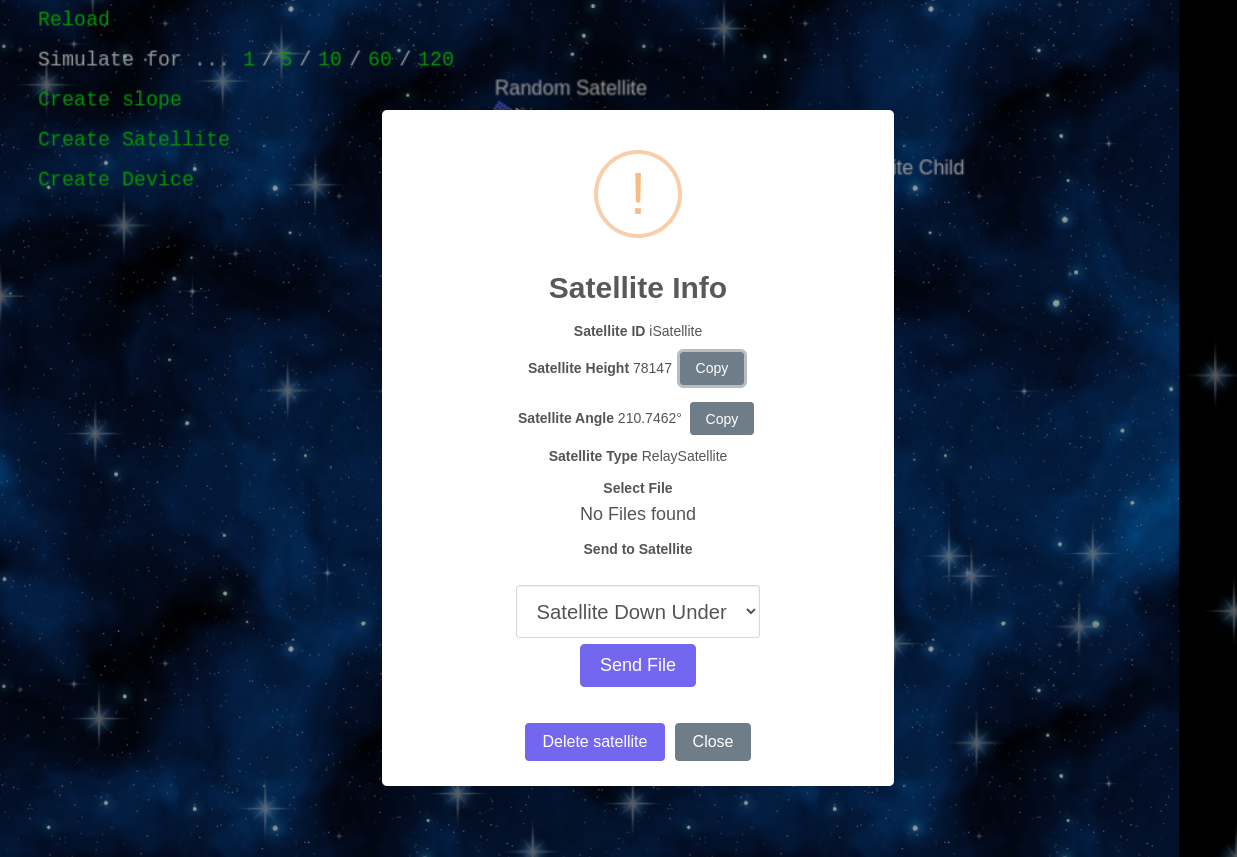 Reload
Simulate for ... 1 / 5 / 10 / 60 / 120
Create slope
Create Satellite
Create Device
Random Satellite
ite Child
!
Satellite Info
Satellite ID iSatellite
Satellite Height 78147 Copy
Satellite Angle 210.7462° Copy
Satellite Type RelaySatellite
Select File
No Files found
Send to Satellite
Satellite Down Under
Send File
Delete satellite Close